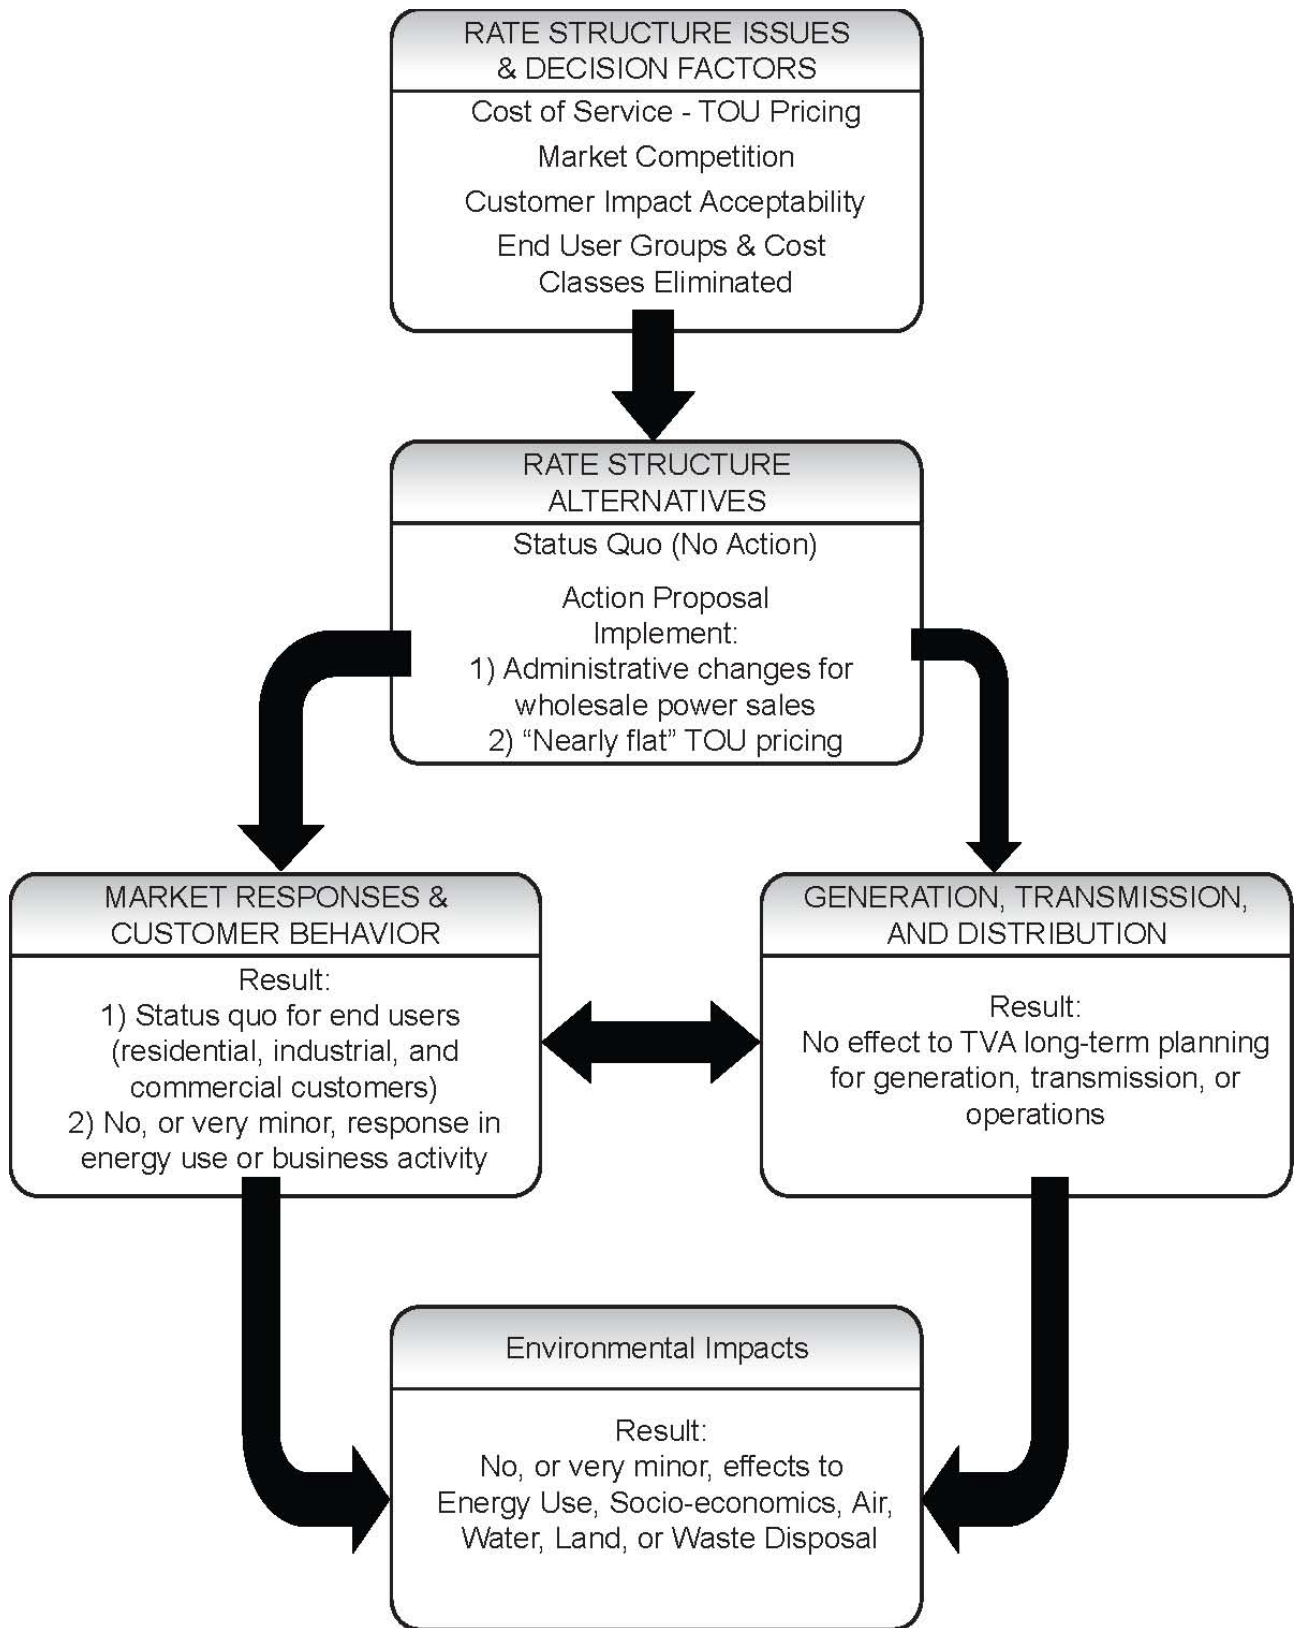 RATE STRUCTURE ISSUES
& DECISION FACTORS
Cost of Service - TOU Pricing
Market Competition
Customer Impact Acceptability
End User Groups & Cost
Classes Eliminated
RATE STRUCTURE
ALTERNATIVES
Status Quo (No Action)
Action Proposal
Implement:
1) Administrative changes for
wholesale power sales
2) “Nearly flat” TOU pricing
MARKET RESPONSES &
CUSTOMER BEHAVIOR
Result:
1) Status quo for end users
(residential, industrial, and
commercial customers)
2) No, or very minor, response in
energy use or business activity
GENERATION, TRANSMISSION,
AND DISTRIBUTION
Result:
No effect to TVA long-term planning
for generation, transmission, or
operations
Environmental Impacts
Result:
No, or very minor, effects to
Energy Use, Socio-economics, Air,
Water, Land, or Waste Disposal